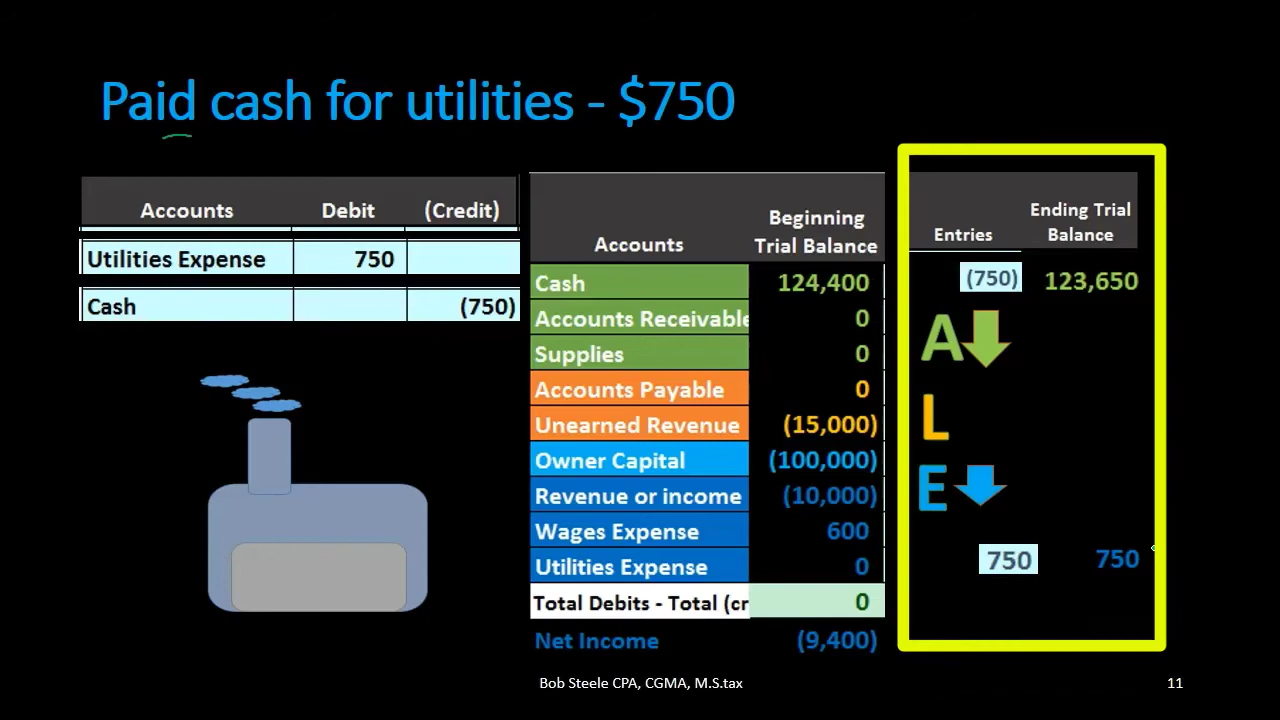 Paid cash for utilities - $750
Accounts Debit (Credit)
Utilities Expense 750
Cash (750)
Accounts Beginning Trial Balance
Cash 124,400
Accounts Receivable 0
Supplies 0
Accounts Payable 0
Unearned Revenue (15,000)
Owner Capital (100,000)
Revenue or income (10,000)
Wages Expense 600
Utilities Expense 0
Total Debits - Total (cr 0
Net Income (9,400)
Entries Ending Trial Balance
(750) 123,650
A
L
E
750 750
Bob Steele CPA, CGMA, M.S.tax
11